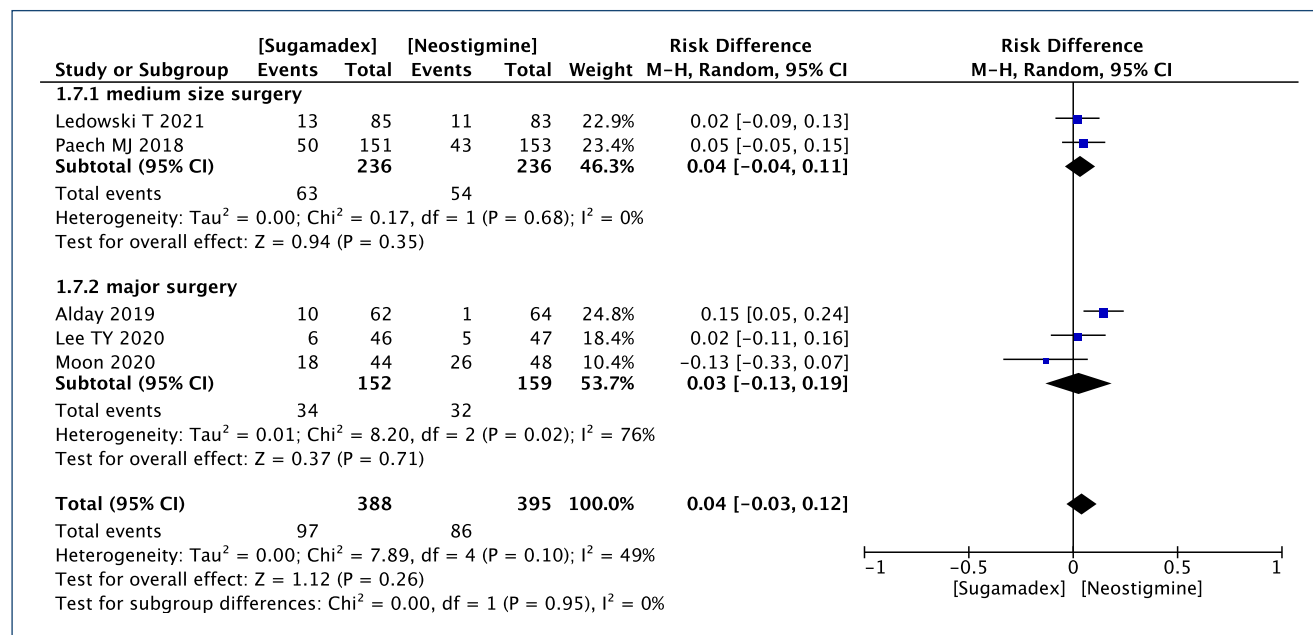 [Sugamadex] [Neostigmine] Risk Difference Risk Difference
Study or Subgroup Events Total Events Total Weight M-H, Random, 95% CI M-H, Random, 95% CI
1.7.1 medium size surgery
Ledowski T 2021 13 85 11 83 22.9% 0.02 [-0.09, 0.13]
Paech MJ 2018 50 151 43 153 23.4% 0.05 [-0.05, 0.15]
Subtotal (95% CI) 236 236 46.3% 0.04 [-0.04, 0.11]
Total events 63 54
Heterogeneity: Tau² = 0.00; Chi² = 0.17, df = 1 (P = 0.68); I² = 0%
Test for overall effect: Z = 0.94 (P = 0.35)
1.7.2 major surgery
Alday 2019 10 62 1 64 24.8% 0.15 [0.05, 0.24]
Lee TY 2020 6 46 5 47 18.4% 0.02 [-0.11, 0.16]
Moon 2020 18 44 26 48 10.4% -0.13 [-0.33, 0.07]
Subtotal (95% CI) 152 159 53.7% 0.03 [-0.13, 0.19]
Total events 34 32
Heterogeneity: Tau² = 0.01; Chi² = 8.20, df = 2 (P = 0.02); I² = 76%
Test for overall effect: Z = 0.37 (P = 0.71)
Total (95% CI) 388 395 100.0% 0.04 [-0.03, 0.12]
Total events 97 86
Heterogeneity: Tau² = 0.00; Chi² = 7.89, df = 4 (P = 0.10); I² = 49%
Test for overall effect: Z = 1.12 (P = 0.26)
Test for subgroup differences: Chi² = 0.00, df = 1 (P = 0.95), I² = 0%
-1 -0.5 0 0.5 1
[Sugamadex] [Neostigmine]